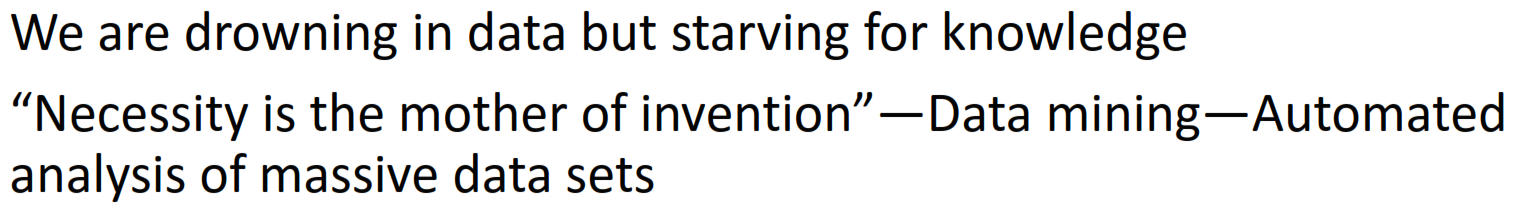 We are drowning in data but starving for knowledge
“Necessity is the mother of invention”—Data mining—Automated
analysis of massive data sets